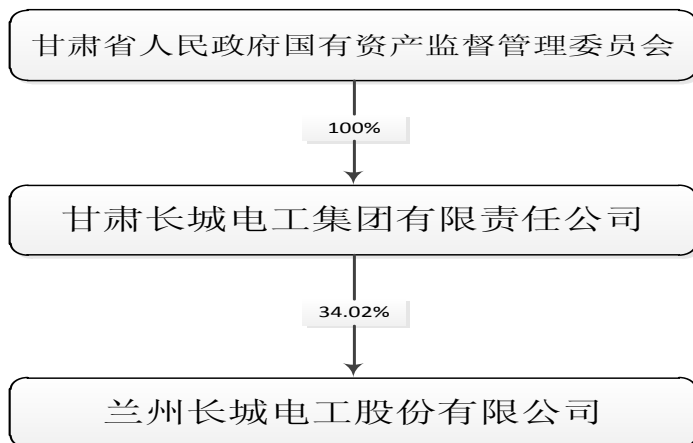 甘肃省人民政府国有资产监督管理委员会
100%
甘肃长城电工集团有限责任公司
34.02%
兰州长城电工股份有限公司